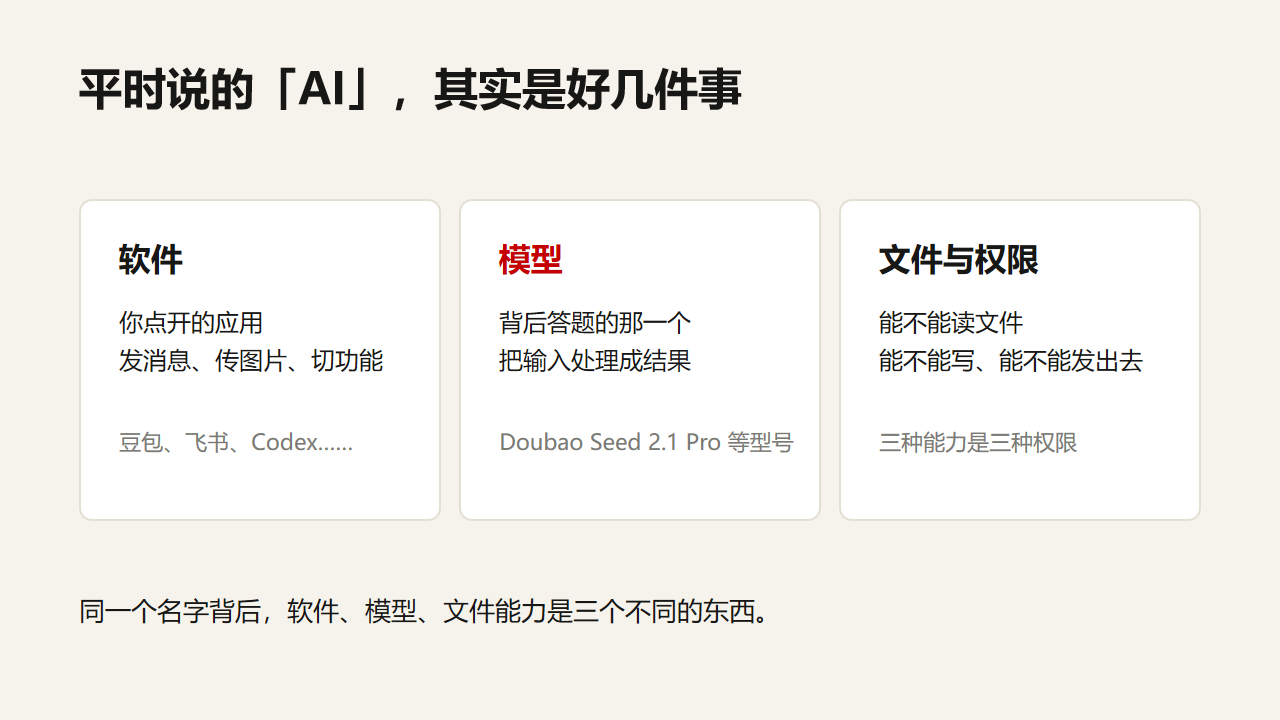 平时说的「AI」，其实是好几件事
软件
你点开的应用
发消息、传图片、切功能
豆包、飞书、Codex……
模型
背后答题的那一个
把输入处理成结果
Doubao Seed 2.1 Pro 等型号
文件与权限
能不能读文件
能不能写、能不能发出去
三种能力是三种权限
同一个名字背后，软件、模型、文件能力是三个不同的东西。